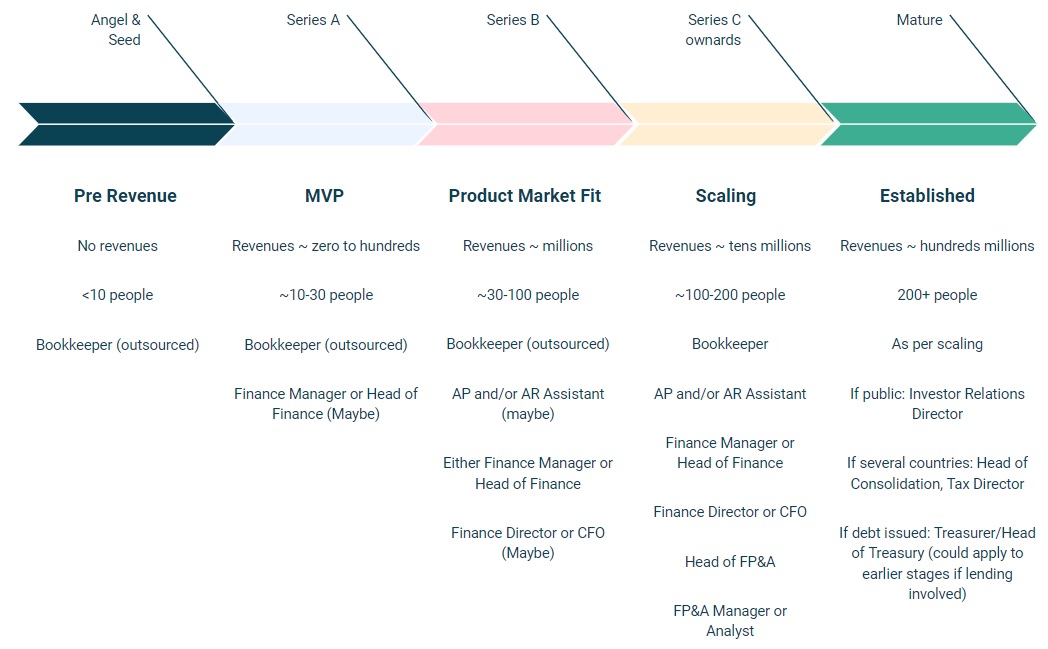 Angel &
Seed
Series A
Series B
Series C
ownards
Mature
Pre Revenue
No revenues
<10 people
Bookkeeper (outsourced)
MVP
Revenues ~ zero to hundreds
~10-30 people
Bookkeeper (outsourced)
Finance Manager or Head of
Finance (Maybe)
Product Market Fit
Revenues ~ millions
~30-100 people
Bookkeeper (outsourced)
AP and/or AR Assistant
(maybe)
Either Finance Manager or
Head of Finance
Finance Director or CFO
(Maybe)
Scaling
Revenues ~ tens millions
~100-200 people
Bookkeeper
AP and/or AR Assistant
Finance Manager or
Head of Finance
Finance Director or CFO
Head of FP&A
FP&A Manager or
Analyst
Established
Revenues ~ hundreds millions
200+ people
As per scaling
If public: Investor Relations
Director
If several countries: Head of
Consolidation, Tax Director
If debt issued: Treasurer/Head
of Treasury (could apply to
earlier stages if lending
involved)